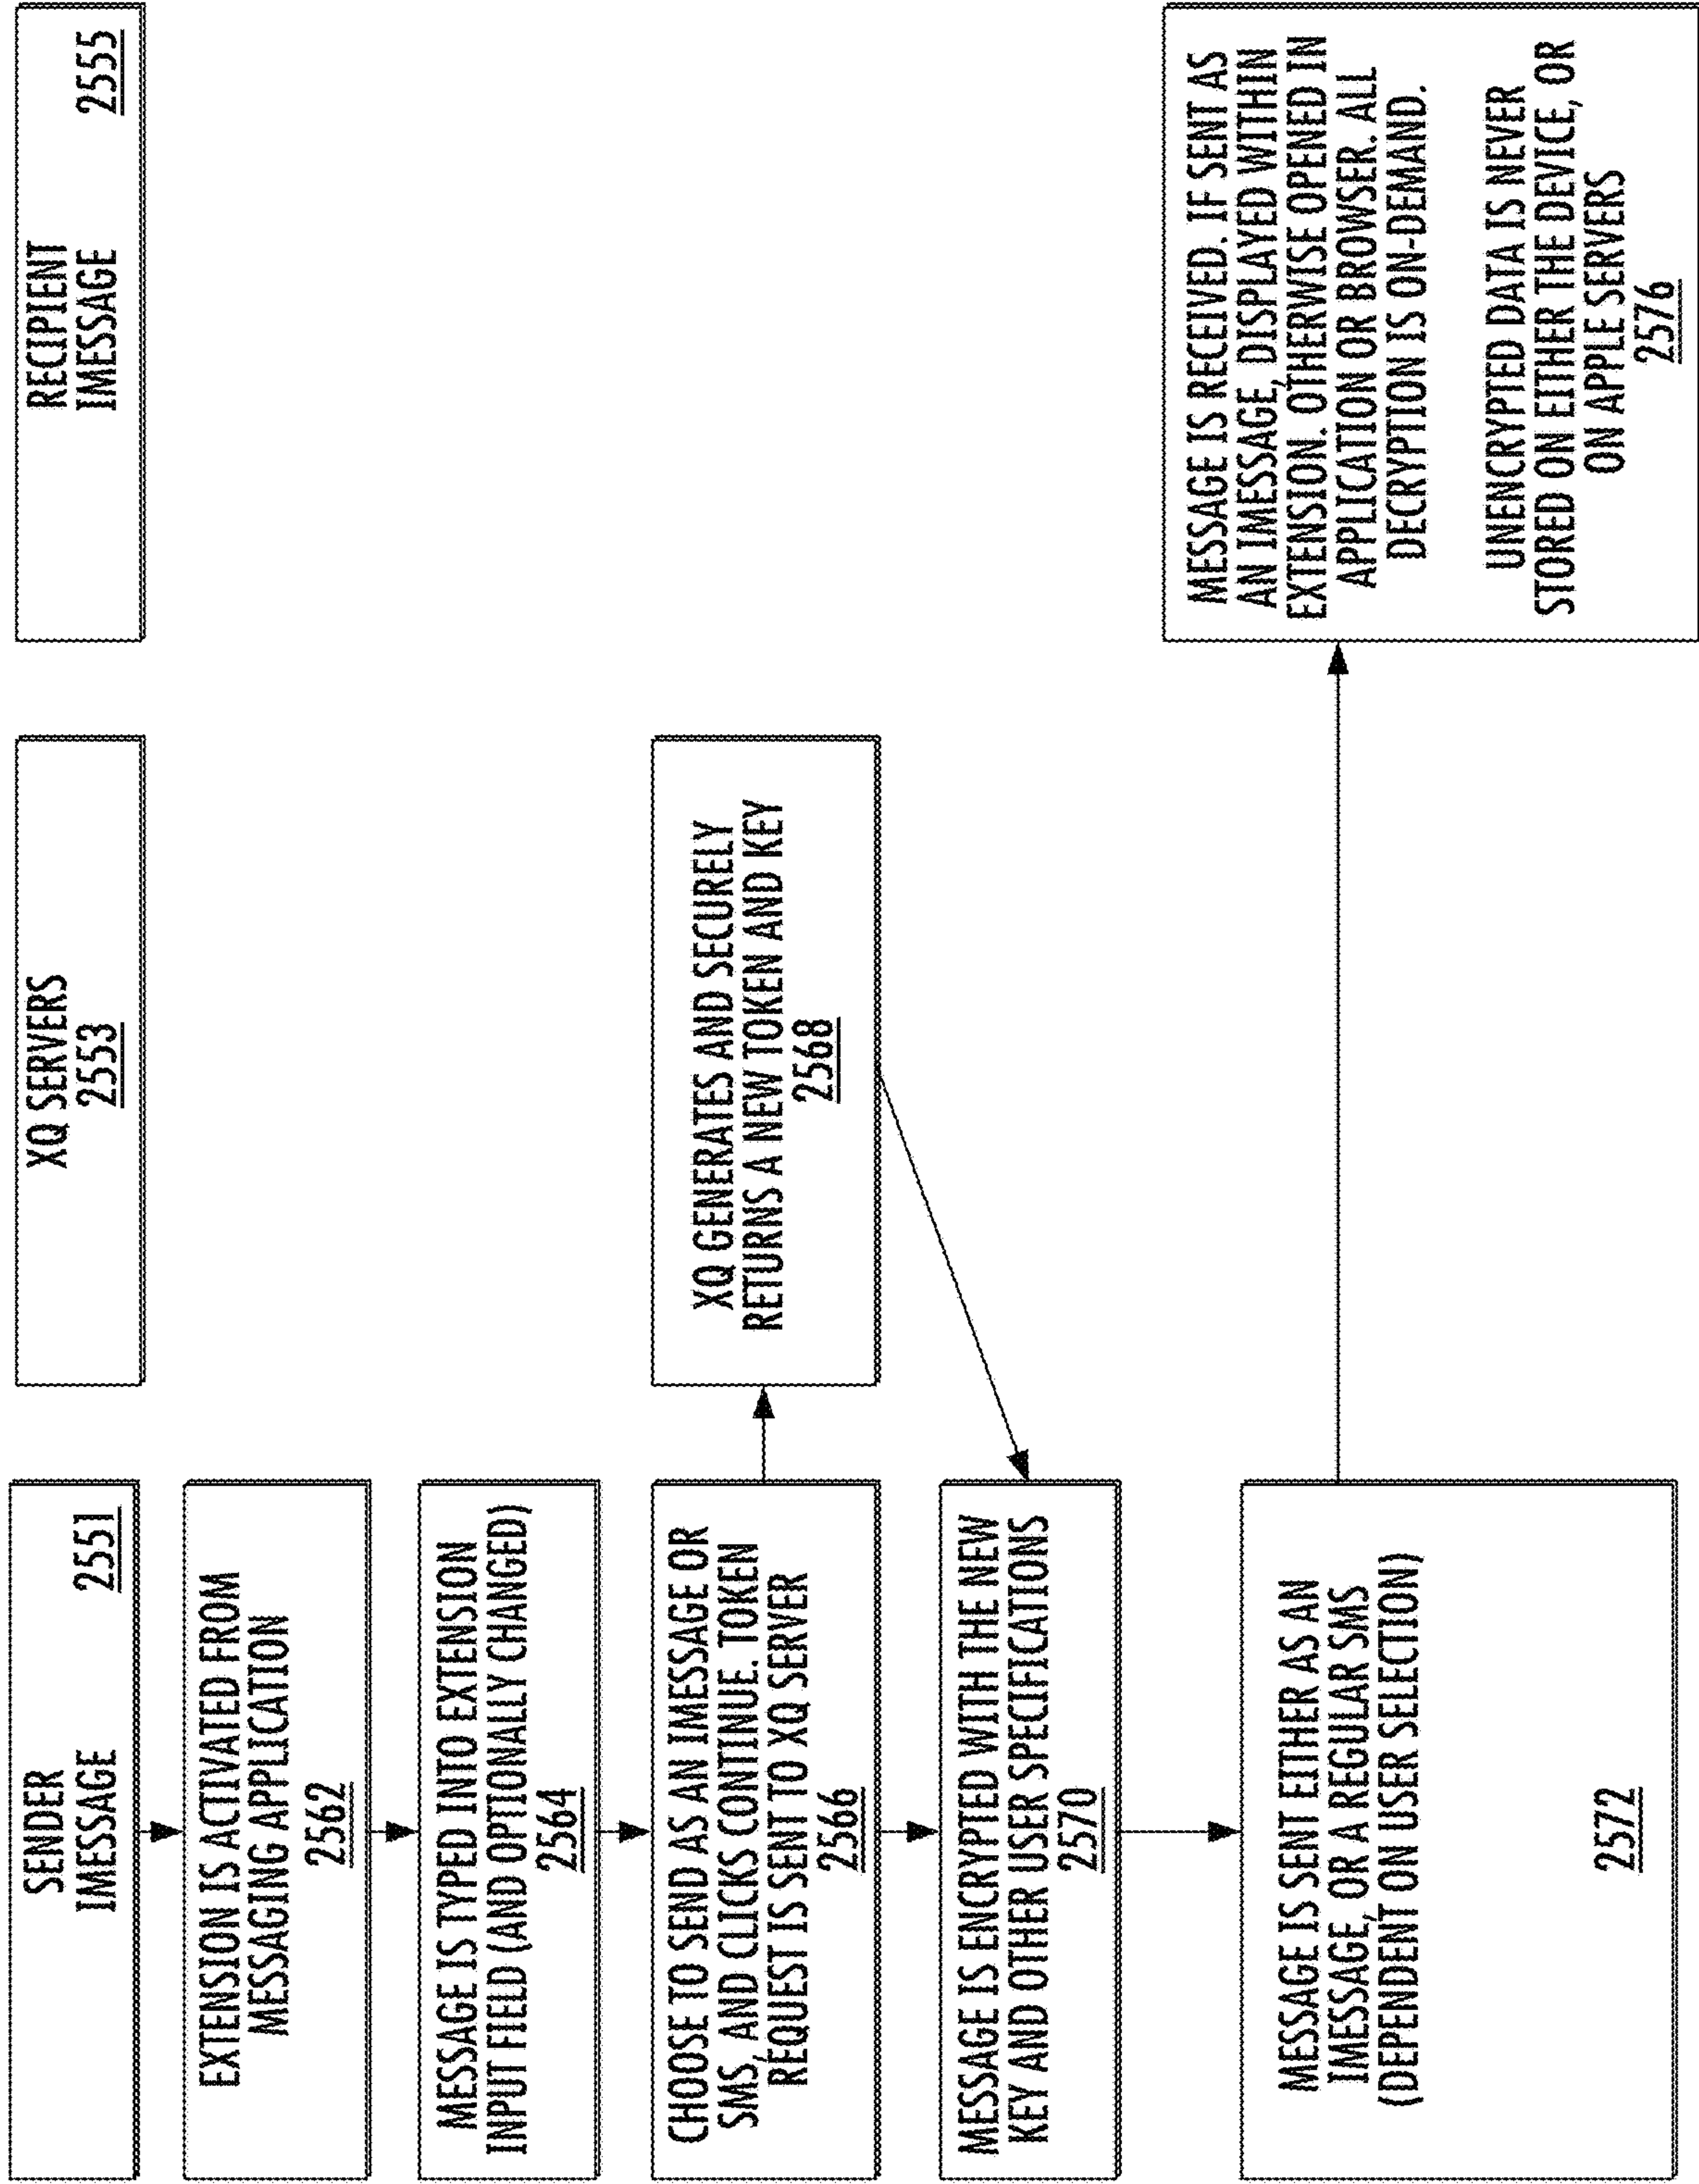 SENDER
IMESSAGE
2551
XQ SERVERS
2553
RECIPIENT
IMESSAGE
2555
EXTENSION IS ACTIVATED FROM
MESSAGING APPLICATION
2562
MESSAGE IS TYPED INTO EXTENSION
INPUT FIELD (AND OPTIONALLY CHANGED)
2564
CHOOSE TO SEND AS AN IMESSAGE OR
SMS, AND CLICKS CONTINUE. TOKEN
REQUEST IS SENT TO XQ SERVER
2566
XQ GENERATES AND SECURELY
RETURNS A NEW TOKEN AND KEY
2568
MESSAGE IS ENCRYPTED WITH THE NEW
KEY AND OTHER USER SPECIFICATIONS
2570
MESSAGE IS SENT EITHER AS AN
IMESSAGE, OR A REGULAR SMS
(DEPENDENT ON USER SELECTION)
2572
MESSAGE IS RECEIVED. IF SENT AS
AN IMESSAGE, DISPLAYED WITHIN
EXTENSION. OTHERWISE OPENED IN
APPLICATION OR BROWSER. ALL
DECRYPTION IS ON-DEMAND.
UNENCRYPTED DATA IS NEVER
STORED ON EITHER THE DEVICE, OR
ON APPLE SERVERS
2576